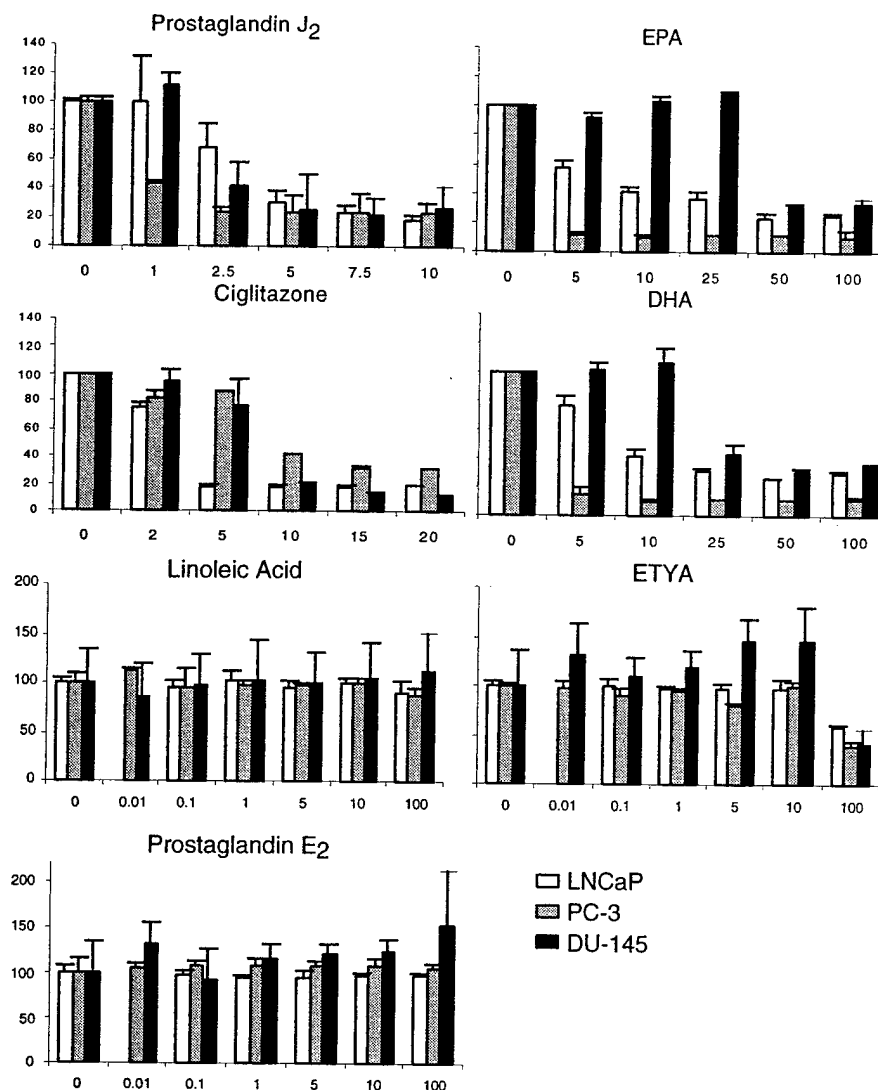 Prostaglandin J2
140
120
100
80
60
40
20
0
0 1 2.5 5 7.5 10
EPA
0 5 10 25 50 100
Ciglitazone
140
120
100
80
60
40
20
0
0 2 5 10 15 20
DHA
0 5 10 25 50 100
Linoleic Acid
200
150
100
50
0
0 0.01 0.1 1 5 10 100
ETYA
0 0.01 0.1 1 5 10 100
Prostaglandin E2
200
150
100
50
0
0 0.01 0.1 1 5 10 100
LNCaP
PC-3
DU-145